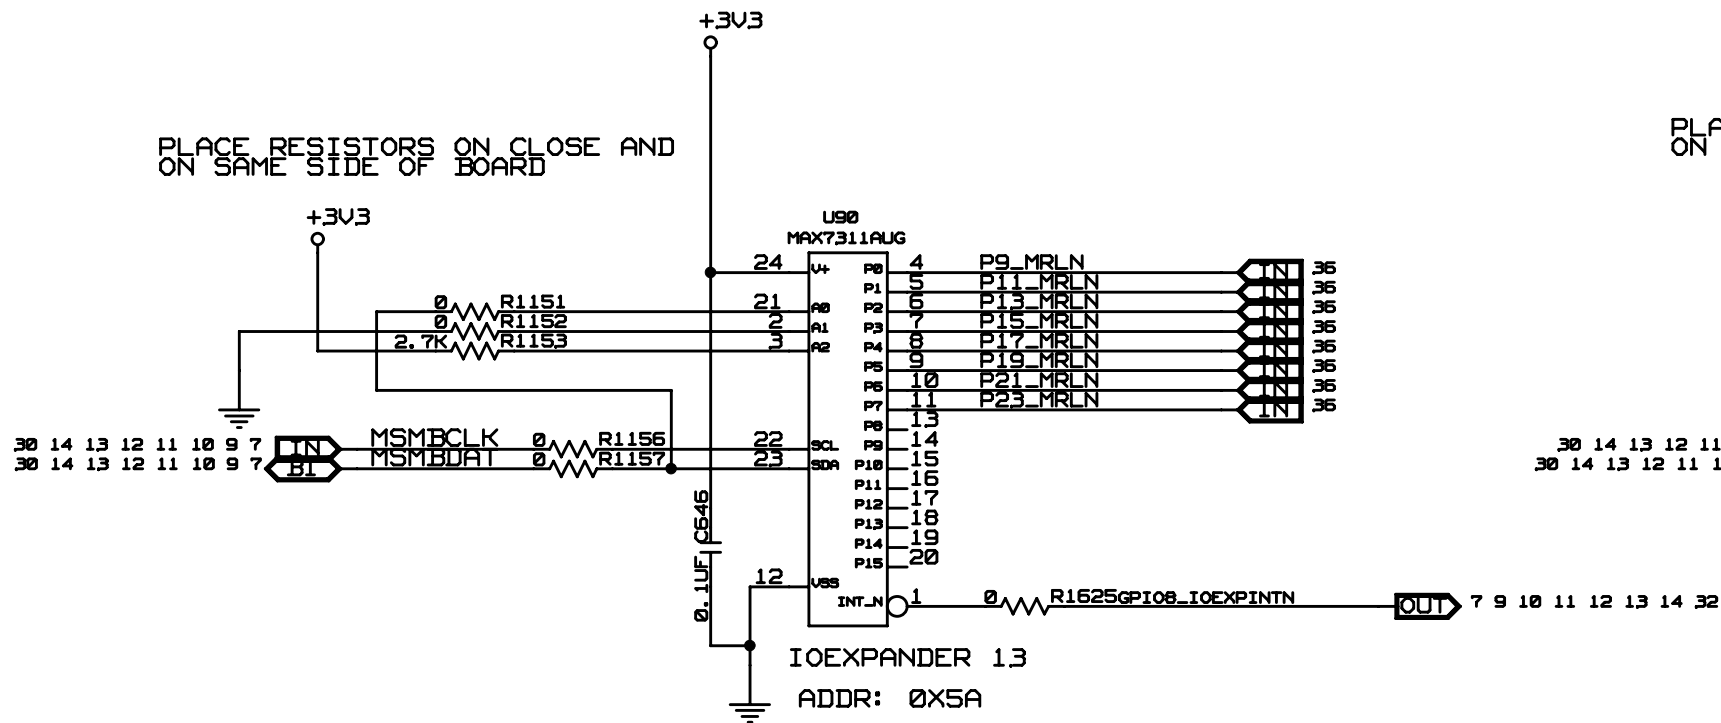 +3V3
PLACE RESISTORS ON CLOSE AND
ON SAME SIDE OF BOARD
PLA
ON
+3V3
U90
MAX7311AUG
24 V+ P0 4 P9_MRLN IN 36
P1 5 P11_MRLN IN 36
0 R1151 21 A0 P2 6 P13_MRLN IN 36
0 R1152 2 A1 P3 7 P15_MRLN IN 36
2.7K R1153 3 A2 P4 8 P17_MRLN IN 36
P5 9 P19_MRLN IN 36
P6 10 P21_MRLN IN 36
P7 11 P23_MRLN IN 36
P8 13
30 14 13 12 11 10 9 7 IN MSMBCLK 0 R1156 22 SCL P9 14
30 14 13 12 11
30 14 13 12 11 10 9 7 BI MSMBDAT 0 R1157 23 SDA P10 15
30 14 13 12 11 1
P11 16
P12 17
P13 18
P14 19
P15 20
0.1UF C646
12 VSS
INT_N 1 0 R1625 GPIO8_IOEXPINTN OUT 7 9 10 11 12 13 14 32
IOEXPANDER 13
ADDR: 0X5A